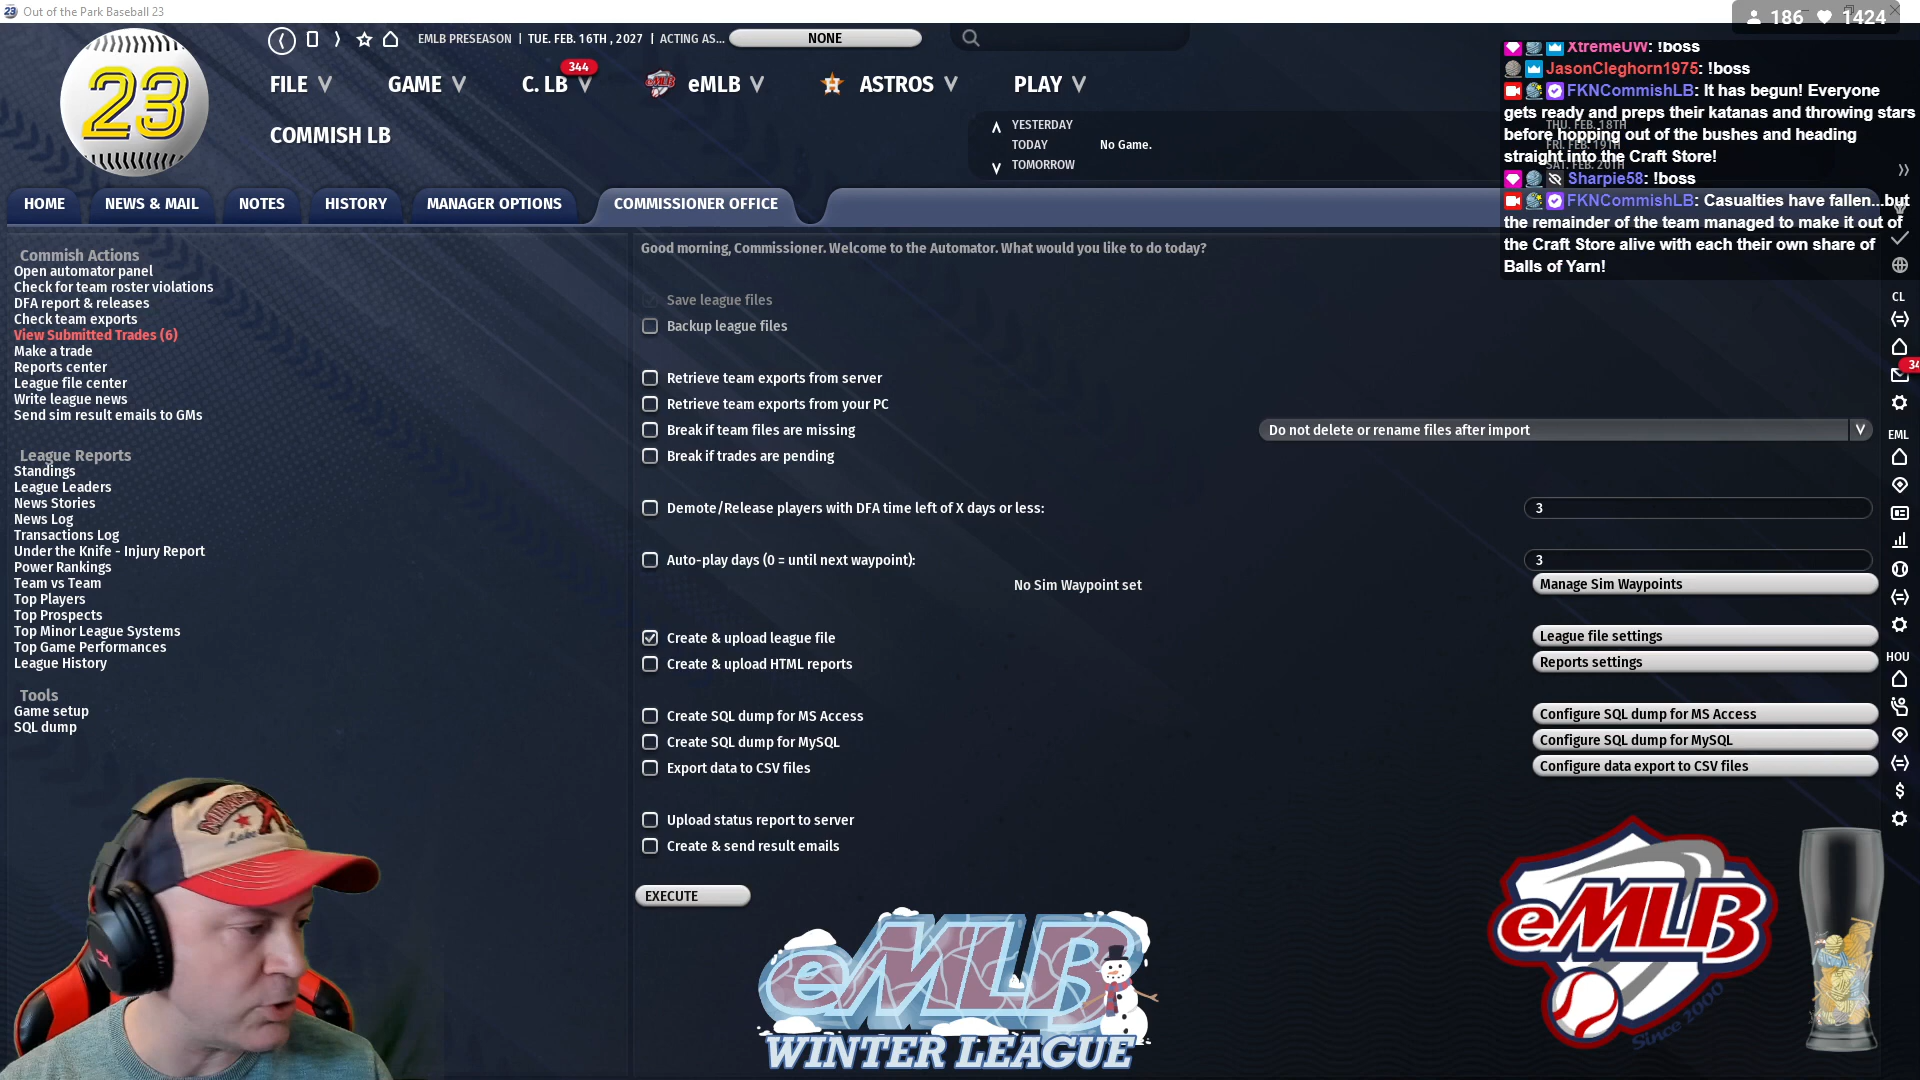 Out of the Park Baseball 23
186 1424
EMLB PRESEASON | TUE. FEB. 16TH , 2027 | ACTING AS... NONE
23
FILE GAME C. LB 344 eMLB ASTROS PLAY
COMMISH LB
YESTERDAY
TODAY No Game.
TOMORROW
THU. FEB. 18TH
FRI. FEB. 19TH
SAT. FEB. 20TH
XtremeUW: !boss
JasonCleghorn1975: !boss
FKNCommishLB: It has begun! Everyone
gets ready and preps their katanas and throwing stars
before hopping out of the bushes and heading
straight into the Craft Store!
Sharpie58: !boss
FKNCommishLB: Casualties have fallen...but
the remainder of the team managed to make it out of
the Craft Store alive with each their own share of
Balls of Yarn!
HOME NEWS & MAIL NOTES HISTORY MANAGER OPTIONS COMMISSIONER OFFICE
Commish Actions
Open automator panel
Check for team roster violations
DFA report & releases
Check team exports
View Submitted Trades (6)
Make a trade
Reports center
League file center
Write league news
Send sim result emails to GMs
League Reports
Standings
League Leaders
News Stories
News Log
Transactions Log
Under the Knife - Injury Report
Power Rankings
Team vs Team
Top Players
Top Prospects
Top Minor League Systems
Top Game Performances
League History
Tools
Game setup
SQL dump
Good morning, Commissioner. Welcome to the Automator. What would you like to do today?
Save league files
Backup league files
Retrieve team exports from server
Retrieve team exports from your PC
Break if team files are missing Do not delete or rename files after import
Break if trades are pending
Demote/Release players with DFA time left of X days or less: 3
Auto-play days (0 = until next waypoint): 3
No Sim Waypoint set Manage Sim Waypoints
Create & upload league file League file settings
Create & upload HTML reports Reports settings
Create SQL dump for MS Access Configure SQL dump for MS Access
Create SQL dump for MySQL Configure SQL dump for MySQL
Export data to CSV files Configure data export to CSV files
Upload status report to server
Create & send result emails
EXECUTE
CL
34
EML
HOU
$
eMLB
WINTER LEAGUE
eMLB
Since 2000